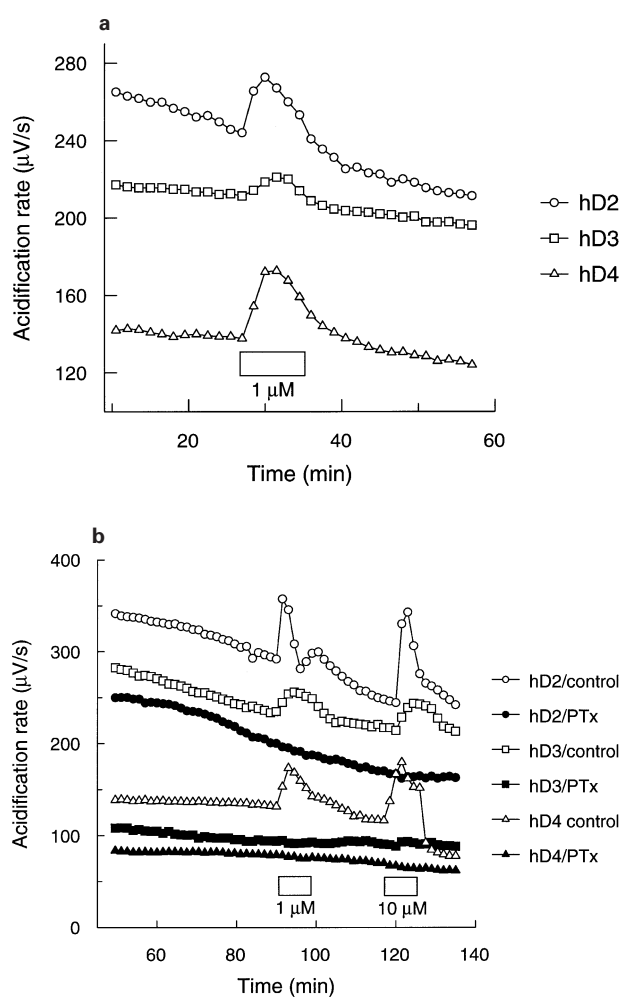 a
280
240
200
160
120
Acidification rate (μV/s)
hD2
hD3
hD4
1 μM
20 40 60
Time (min)
b
400
300
200
100
0
Acidification rate (μV/s)
hD2/control
hD2/PTx
hD3/control
hD3/PTx
hD4 control
hD4/PTx
1 μM 10 μM
60 80 100 120 140
Time (min)